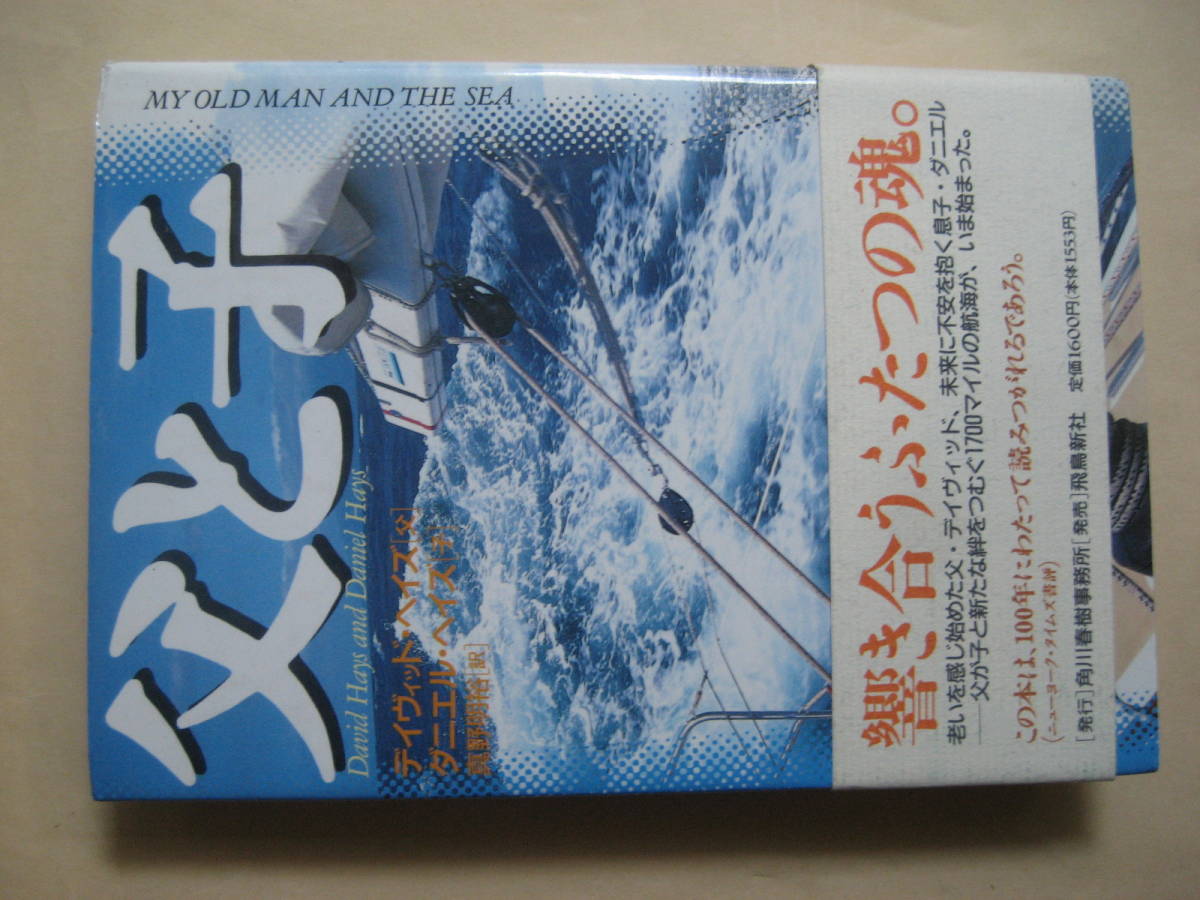 MY OLD MAN AND THE SEA
父と子
David Hays and Daniel Hays
デイヴィッド・ヘイズ[父]
ダニエル・ヘイズ[子]
真野明裕[訳]
響き合うふたつの魂。
老いを感じ始めた父・デイヴィッド、未来に不安を抱く息子・ダニエル
――父が子と新たな絆をつむぐ1700マイルの航海が、いま始まった。
この本は、100年にわたって読みつがれるであろう。
(ニューヨーク・タイムズ書評)
[発行]角川春樹事務所[発売]飛鳥新社 定価1600円(本体1553円)